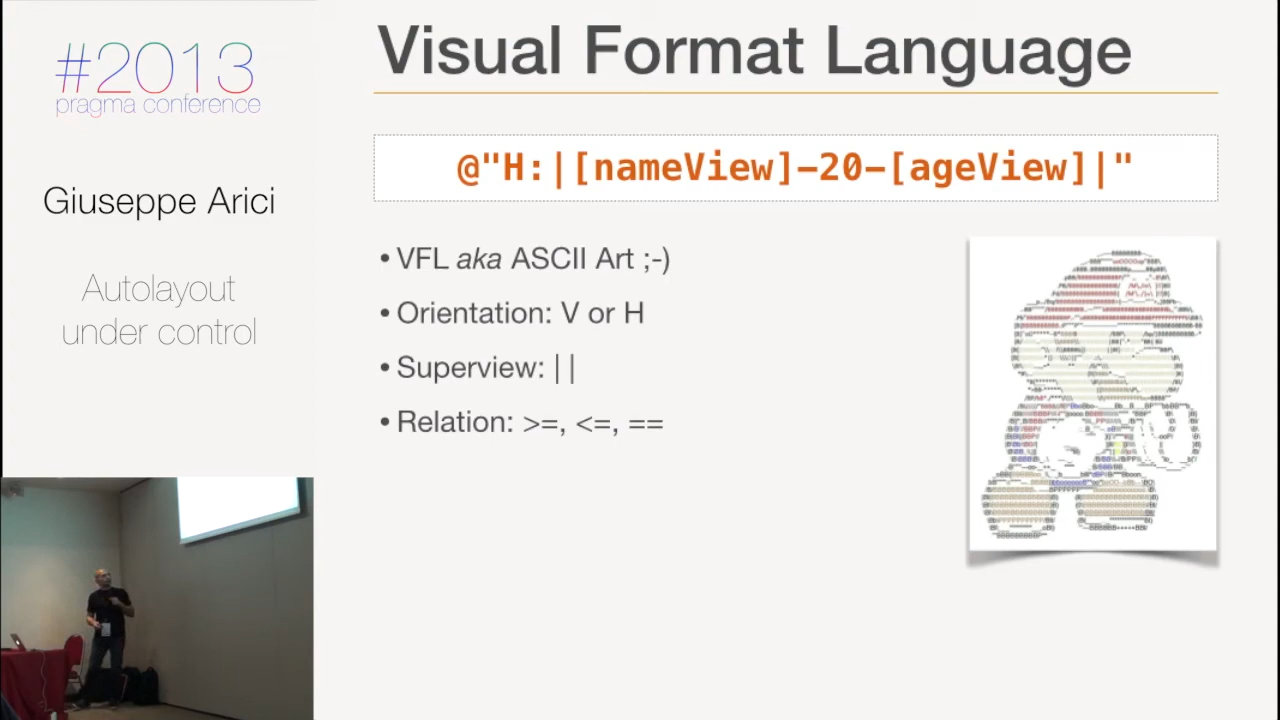 #2013
pragma conference
Giuseppe Arici
Autolayout
under control
Visual Format Language
@"H:|[nameView]-20-[ageView]|"
• VFL aka ASCII Art ;-)
• Orientation: V or H
• Superview: | |
• Relation: >=, <=, ==